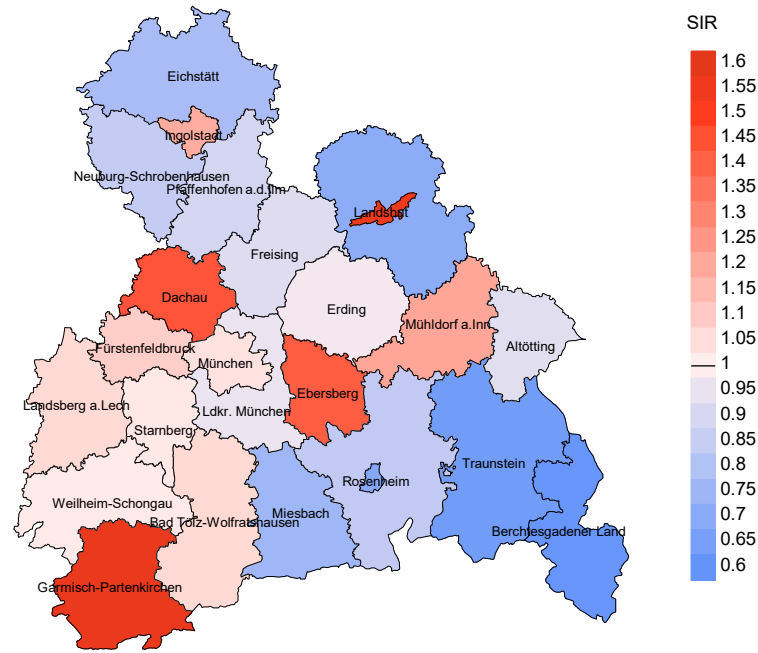 SIR
1.6
1.55
1.5
1.45
1.4
1.35
1.3
1.25
1.2
1.15
1.1
1.05
1
0.95
0.9
0.85
0.8
0.75
0.7
0.65
0.6
Eichstätt
Ingolstadt
Neuburg-Schrobenhausen
Pfaffenhofen a.d.Ilm
Landshut
Freising
Dachau
Erding
Mühldorf a.Inn
Altötting
Fürstenfeldbruck
München
Ebersberg
Landsberg a.Lech
Ldkr. München
Starnberg
Traunstein
Rosenheim
Weilheim-Schongau
Miesbach
Bad Tölz-Wolfratshausen
Berchtesgadener Land
Garmisch-Partenkirchen